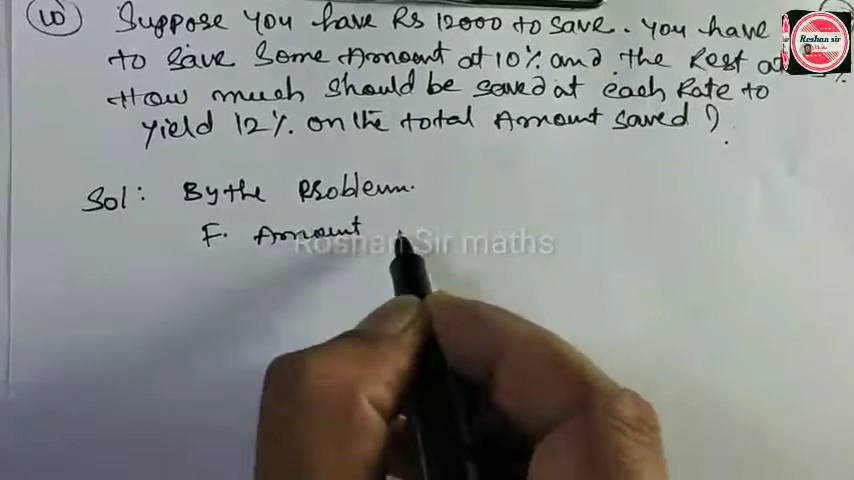 10 Suppose you have Rs 12000 to save. you have
to save some Amount at 10% and the Rest at
%
How much should be saved at each Rate to
yield 12% on the total Amount saved ?
Sol: By the Problem.
F. Amount
Roshan Sir maths
Roshan sir
Maths